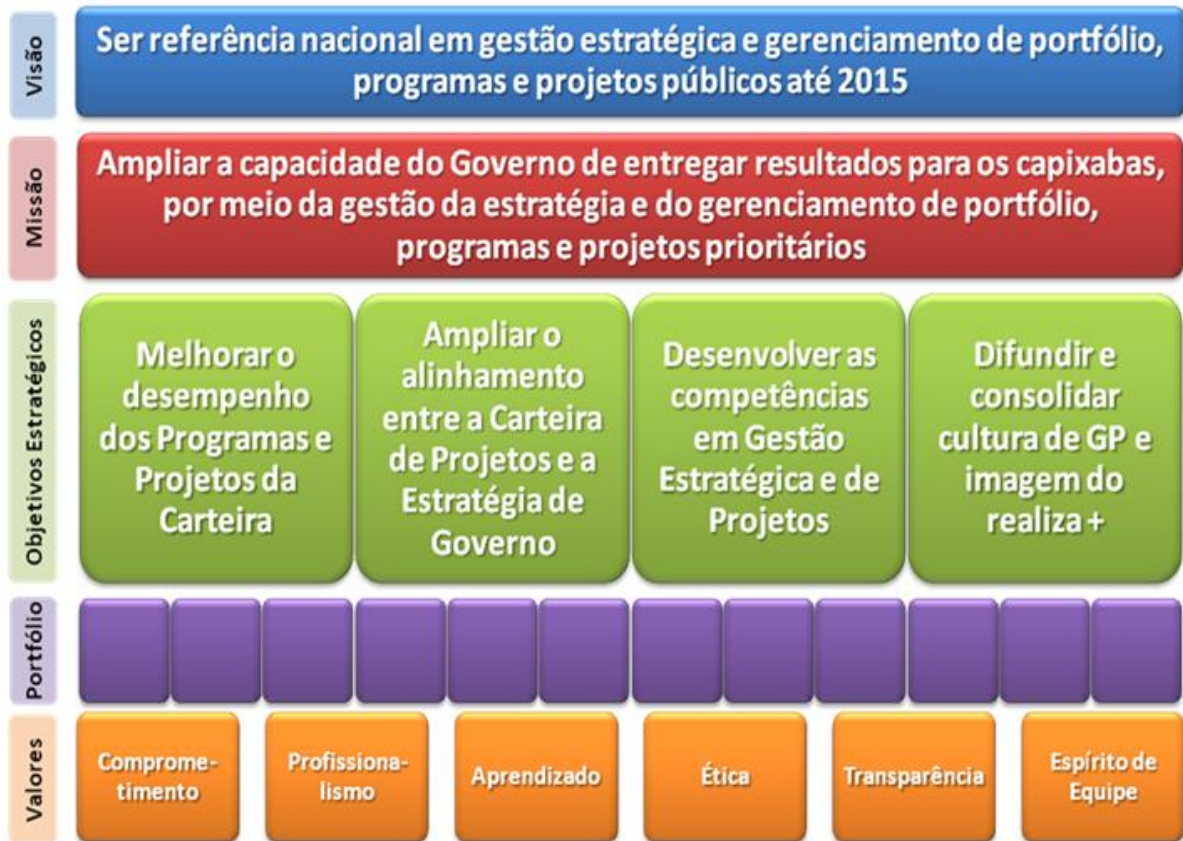 Visão
Ser referência nacional em gestão estratégica e gerenciamento de portfólio,
programas e projetos públicos até 2015
Missão
Ampliar a capacidade do Governo de entregar resultados para os capixabas,
por meio da gestão da estratégia e do gerenciamento de portfólio,
programas e projetos prioritários
Objetivos Estratégicos
Melhorar o
desempenho
dos Programas e
Projetos da
Carteira
Ampliar o
alinhamento
entre a Carteira
de Projetos e a
Estratégia de
Governo
Desenvolver as
competências
em Gestão
Estratégica e de
Projetos
Difundir e
consolidar
cultura de GP e
imagem do
realiza +
Portfólio
Valores
Comprome-
timento
Profissiona-
lismo
Aprendizado
Ética
Transparência
Espírito de
Equipe